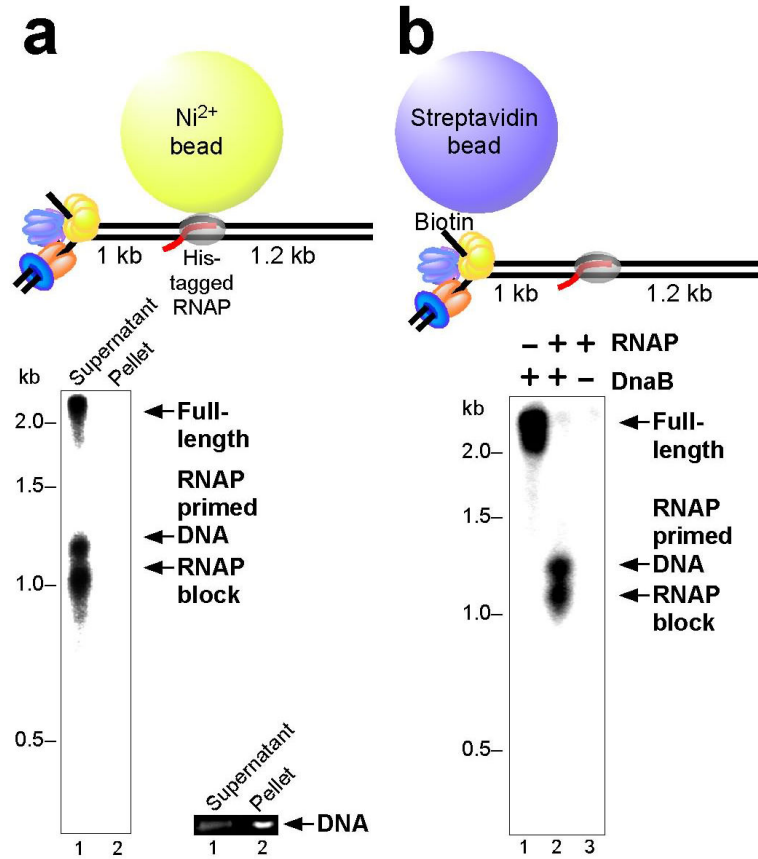 a
Ni2+
bead
1 kb
His-
tagged
RNAP
1.2 kb
Supernatant
Pellet
kb
2.0–
1.5–
1.0–
0.5–
Full-
length
RNAP
primed
DNA
RNAP
block
1 2
Supernatant
Pellet
DNA
1 2
b
Streptavidin
bead
Biotin
1 kb
1.2 kb
– + + RNAP
+ + – DnaB
kb
2.0–
1.5–
1.0–
0.5–
Full-
length
RNAP
primed
DNA
RNAP
block
1 2 3